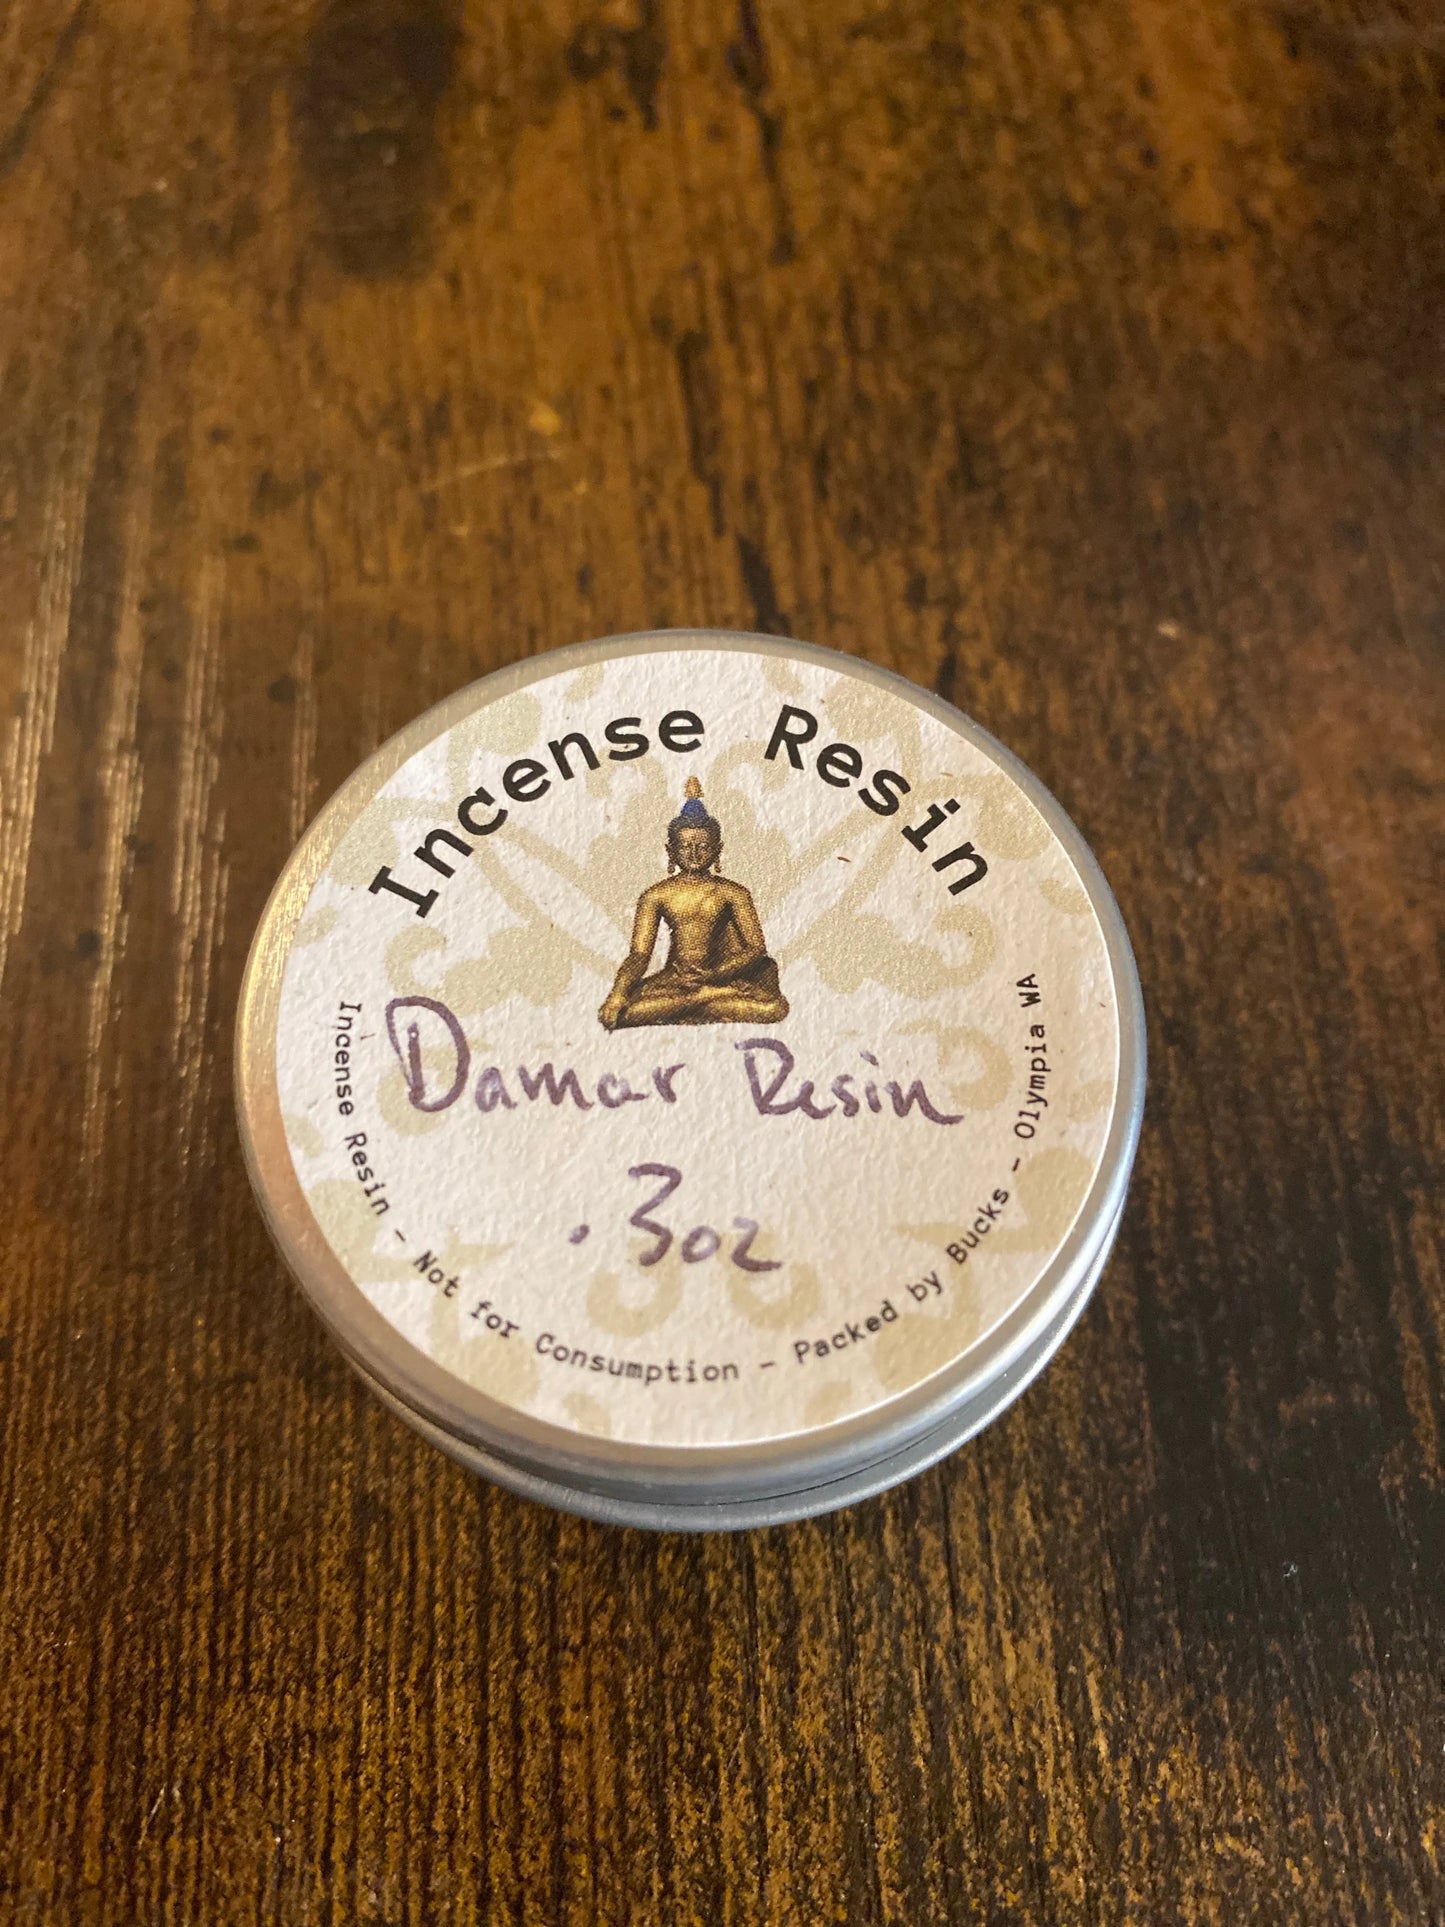 Incense Resin
Damar Resin
.3oz
Incense Resin - Not for Consumption - Packed by Bucks - Olympia WA